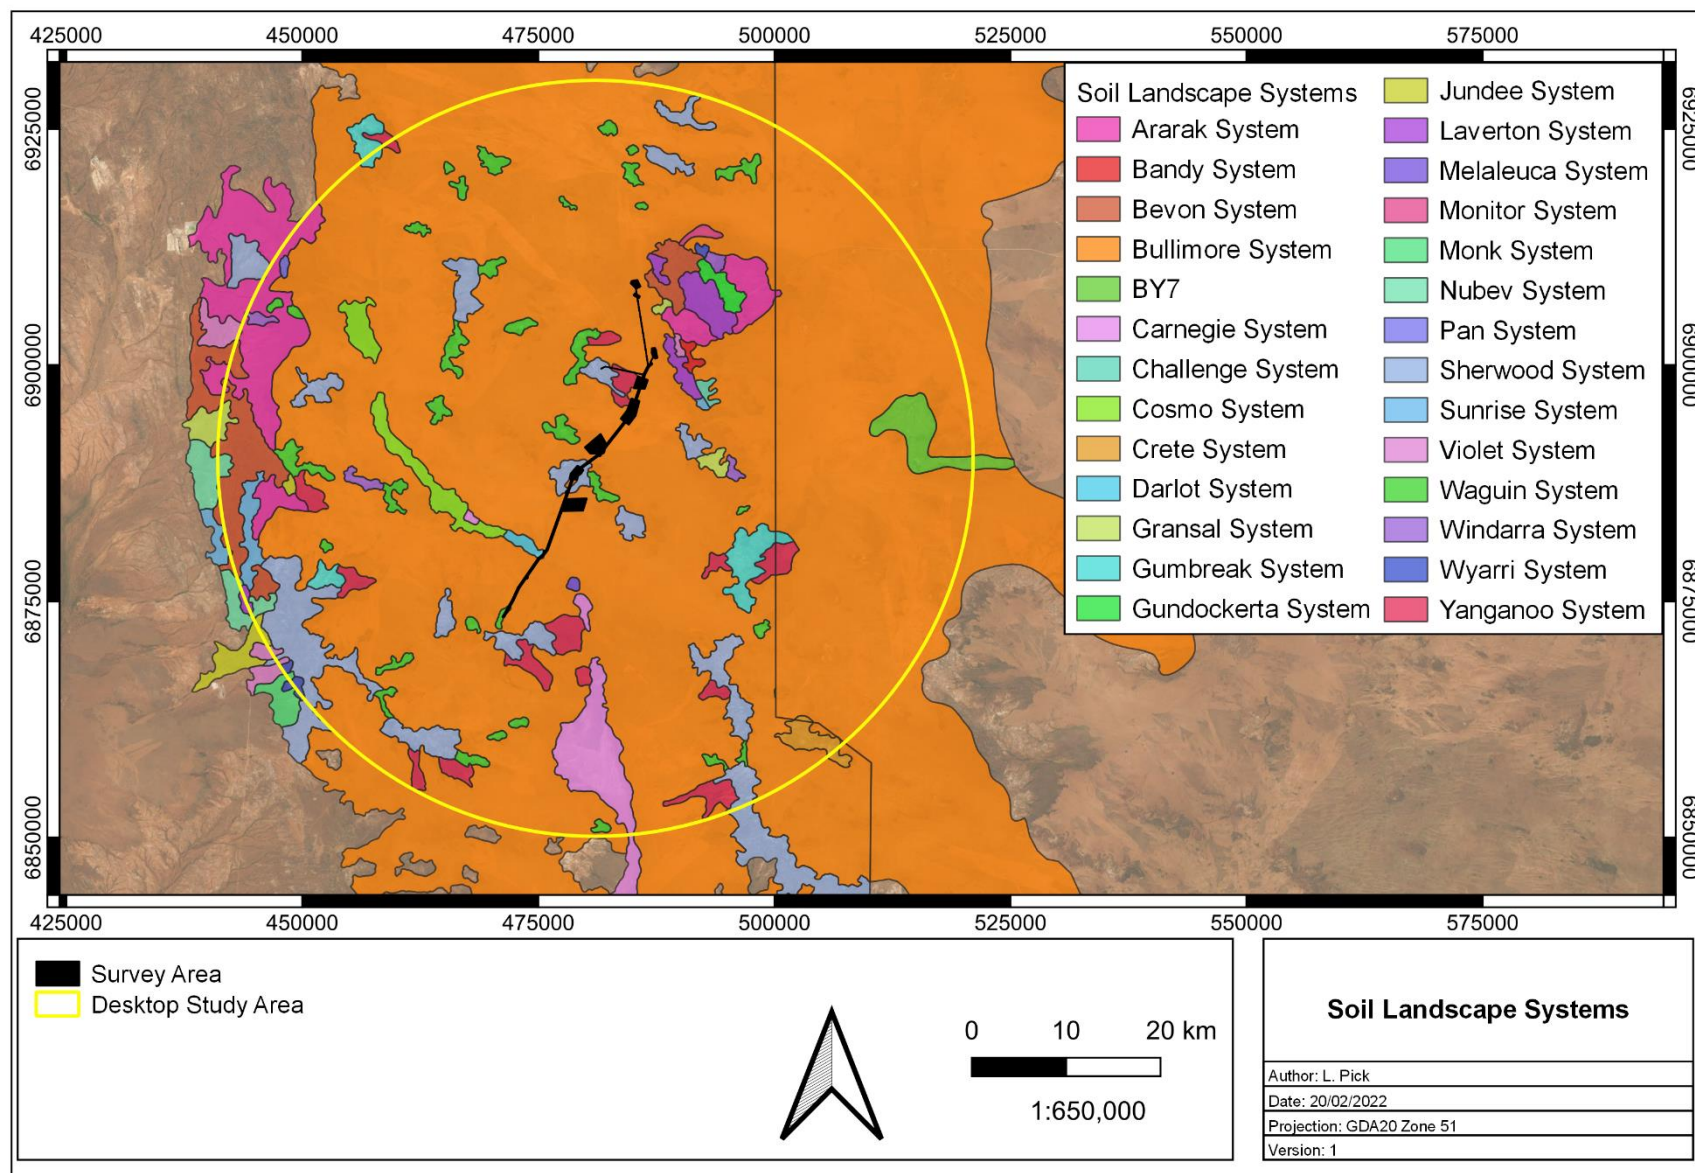 425000 450000 475000 500000 525000 550000 575000
6925000
6900000
6875000
6850000
Soil Landscape Systems
Ararak System
Bandy System
Bevon System
Bullimore System
BY7
Carnegie System
Challenge System
Cosmo System
Crete System
Darlot System
Gransal System
Gumbreak System
Gundockerta System
Jundee System
Laverton System
Melaleuca System
Monitor System
Monk System
Nubev System
Pan System
Sherwood System
Sunrise System
Violet System
Waguin System
Windarra System
Wyarri System
Yanganoo System
6925000
6900000
6875000
6850000
425000 450000 475000 500000 525000 550000 575000
Survey Area
Desktop Study Area
0 10 20 km
1:650,000
Soil Landscape Systems
Author: L. Pick
Date: 20/02/2022
Projection: GDA20 Zone 51
Version: 1